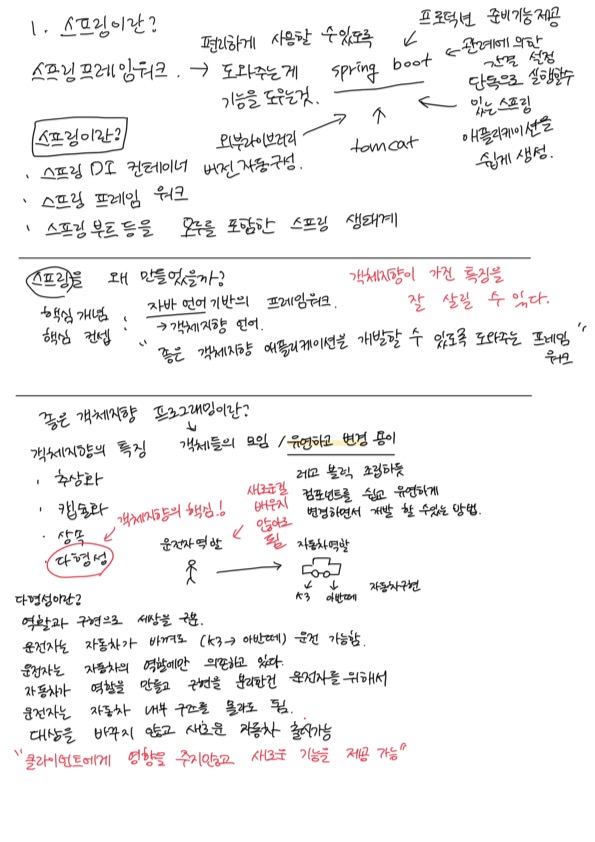 1. 스프링이란?
스프링프레임워크. → 편리하게 사용할 수 있도록
도와주는게
기능을 도우는것.
spring boot
프로덕션 준비기능제공
관례에 의한
간결 설정
단독으로 실행할수
있는 스프링
애플리케이션을
쉽게 생성.
tomcat
외부라이브러리
버전자동구성.
스프링이란?
· 스프링 DI 컨테이너
· 스프링 프레임 워크
· 스프링부트 등을 모두를 포함한 스프링 생태계
스프링을 왜 만들었을까?
핵심개념
핵심 컨셉
: 자바 언어 기반의 프레임워크.
→ 객체지향 언어.
객체지향이 가진 특징을
잘 살릴 수 있다.
"좋은 객체지향 애플리케이션을 개발할 수 있도록 도와주는 프레임
워크"
좋은 객체지향 프로그래밍이란?
객체들의 모임 / 유연하고 변경 용이
객체지향의 특징
· 추상화
· 캡슐화
· 상속
· 다형성
객체지향의 핵심!
레고 블럭 조립하듯
컴포넌트를 쉽고 유연하게
변경하면서 개발 할 수있는 방법.
새로운걸
배우지
않아도
됨
운전자역할
자동차역할
K3 아반떼 자동차구현
다형성이란?
역할과 구현으로 세상을 구분.
운전자는 자동차가 바껴도 (K3→아반떼) 운전 가능함.
운전자는 자동차의 역할에만 의존하고 있다.
자동차가 역할을 만들고 구현을 분리한건 운전자를 위해서
운전자는 자동차 내부 구조를 몰라도 됨.
대상을 바꾸지 않고 새로운 자동차 출시가능
"클라이언트에게 영향을 주지않고 새로운 기능을 제공 가능"